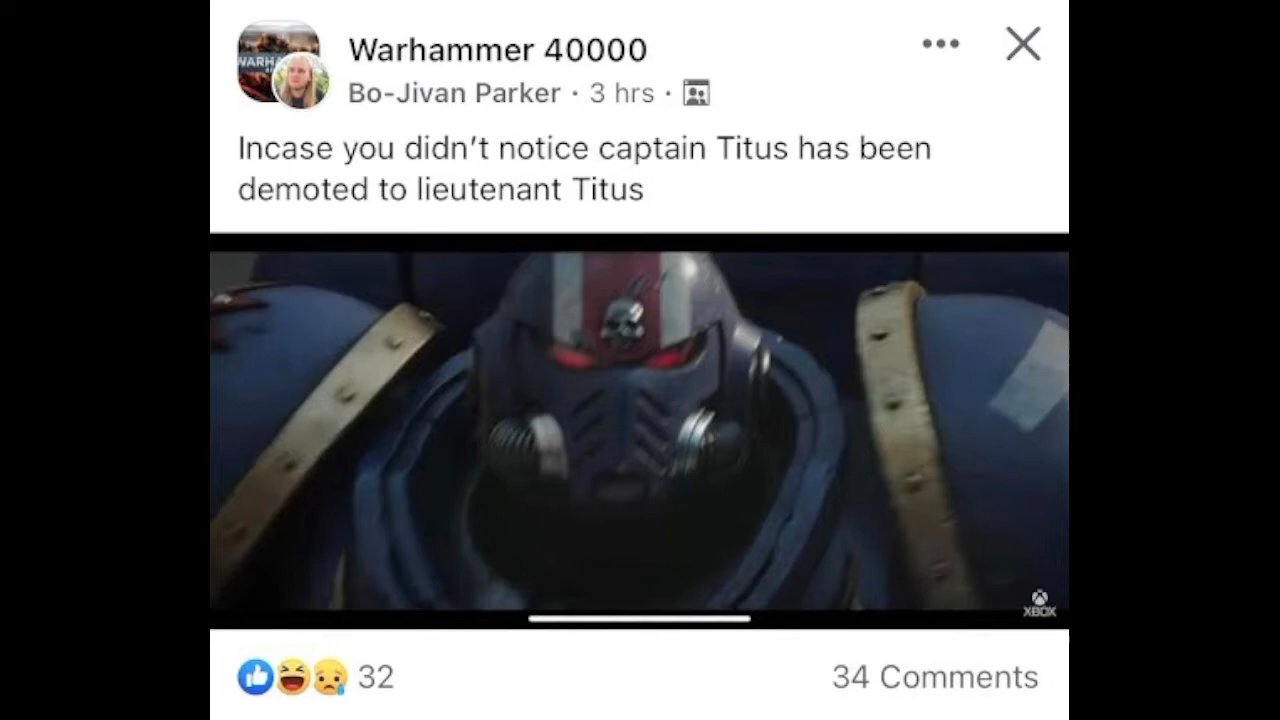 Warhammer 40000
WARHA
Bo-Jivan Parker · 3 hrs ·
Incase you didn't notice captain Titus has been
demoted to lieutenant Titus
XBOX
32
34 Comments